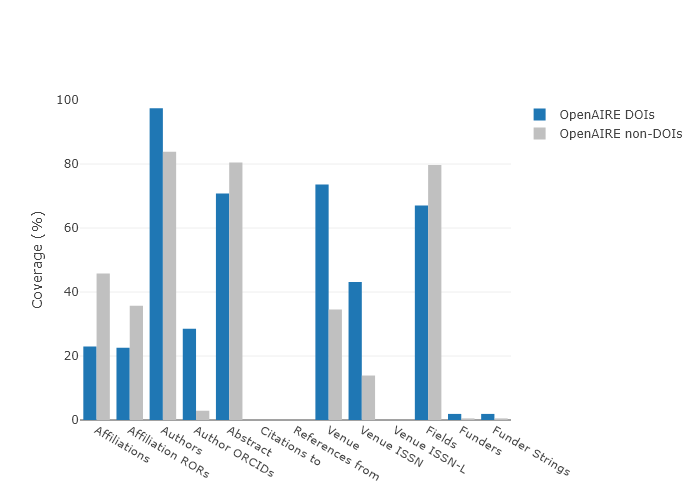 100
80
60
40
20
0
Coverage (%)
Affiliations
Affiliation RORs
Authors
Author ORCIDs
Abstract
Citations to
References from
Venue
Venue ISSN
Venue ISSN-L
Fields
Funders
Funder Strings
OpenAIRE DOIs
OpenAIRE non-DOIs